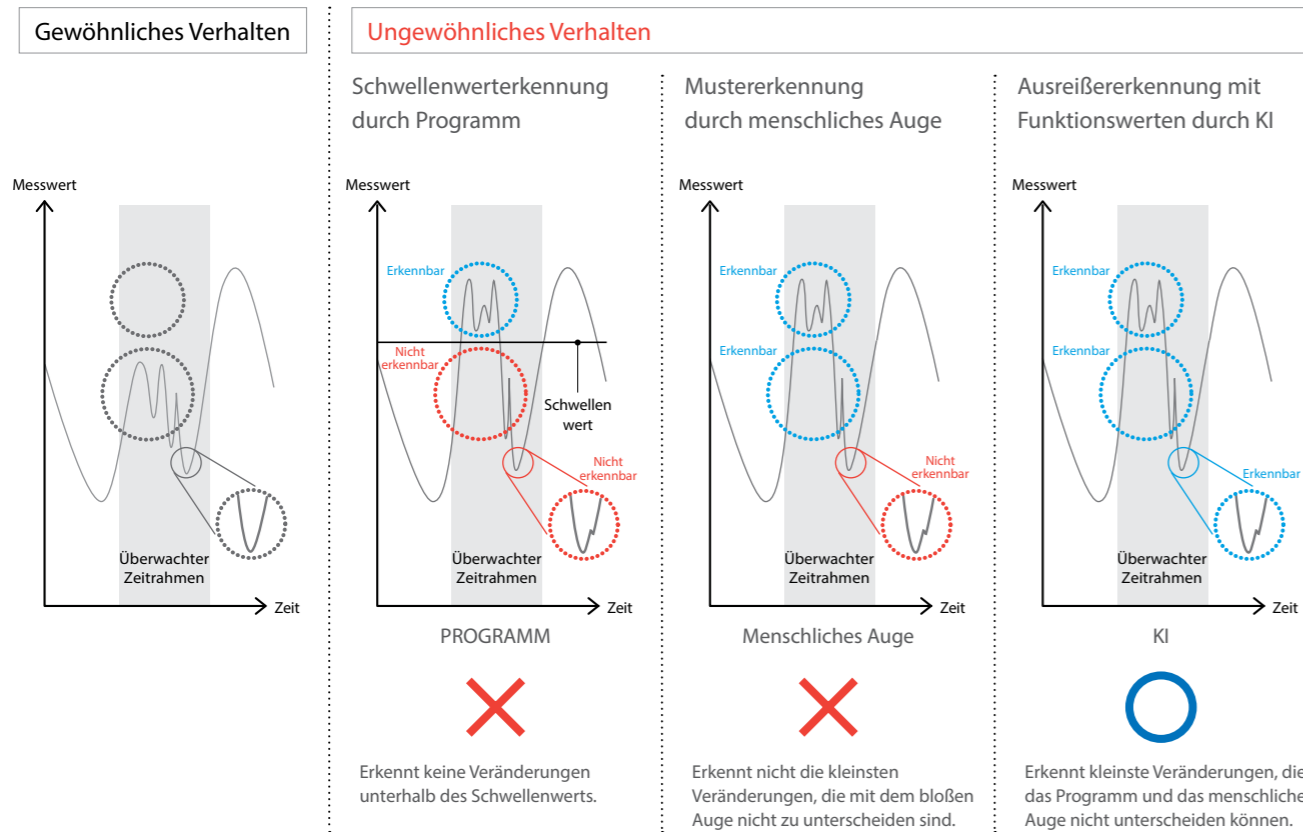 Gewöhnliches Verhalten
Ungewöhnliches Verhalten
Schwellenwerterkennung
durch Programm
Mustererkennung
durch menschliches Auge
Ausreißererkennung mit
Funktionswerten durch KI
Messwert
Überwachter
Zeitrahmen
Zeit
Messwert
Erkennbar
Nicht
erkennbar
Schwellen
wert
Nicht
erkennbar
Überwachter
Zeitrahmen
Zeit
Messwert
Erkennbar
Erkennbar
Nicht
erkennbar
Überwachter
Zeitrahmen
Zeit
Messwert
Erkennbar
Erkennbar
Erkennbar
Überwachter
Zeitrahmen
Zeit
PROGRAMM
Menschliches Auge
KI
Erkennt keine Veränderungen
unterhalb des Schwellenwerts.
Erkennt nicht die kleinsten
Veränderungen, die mit dem bloßen
Auge nicht zu unterscheiden sind.
Erkennt kleinste Veränderungen, die
das Programm und das menschliche
Auge nicht unterscheiden können.